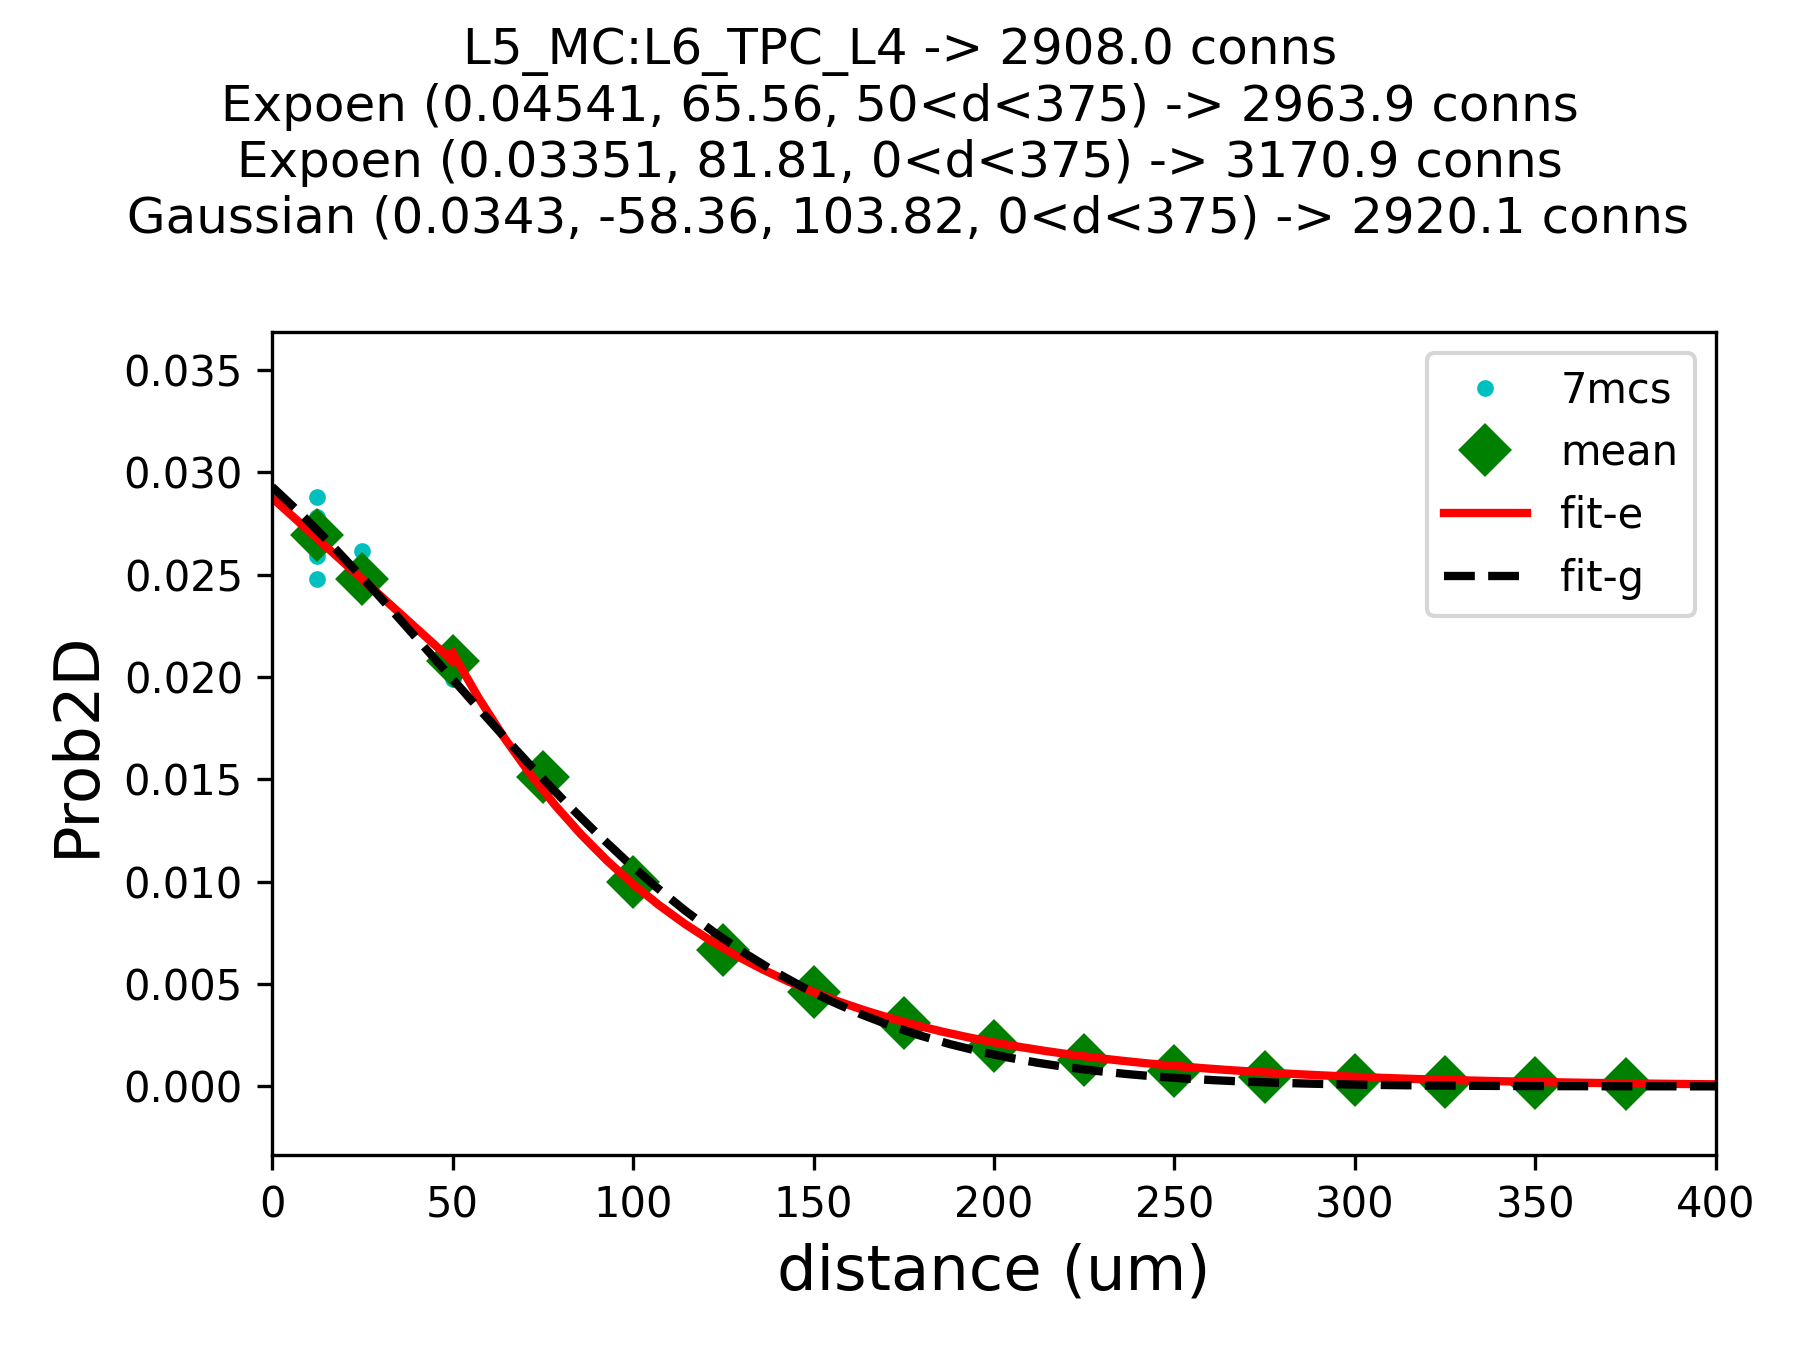 L5_MC:L6_TPC_L4 -> 2908.0 conns
Expoen (0.04541, 65.56, 50<d<375) -> 2963.9 conns
Expoen (0.03351, 81.81, 0<d<375) -> 3170.9 conns
Gaussian (0.0343, -58.36, 103.82, 0<d<375) -> 2920.1 conns
0.035
0.030
0.025
0.020
0.015
0.010
0.005
0.000
Prob2D
7mcs
mean
fit-e
fit-g
0 50 100 150 200 250 300 350 400
distance (um)